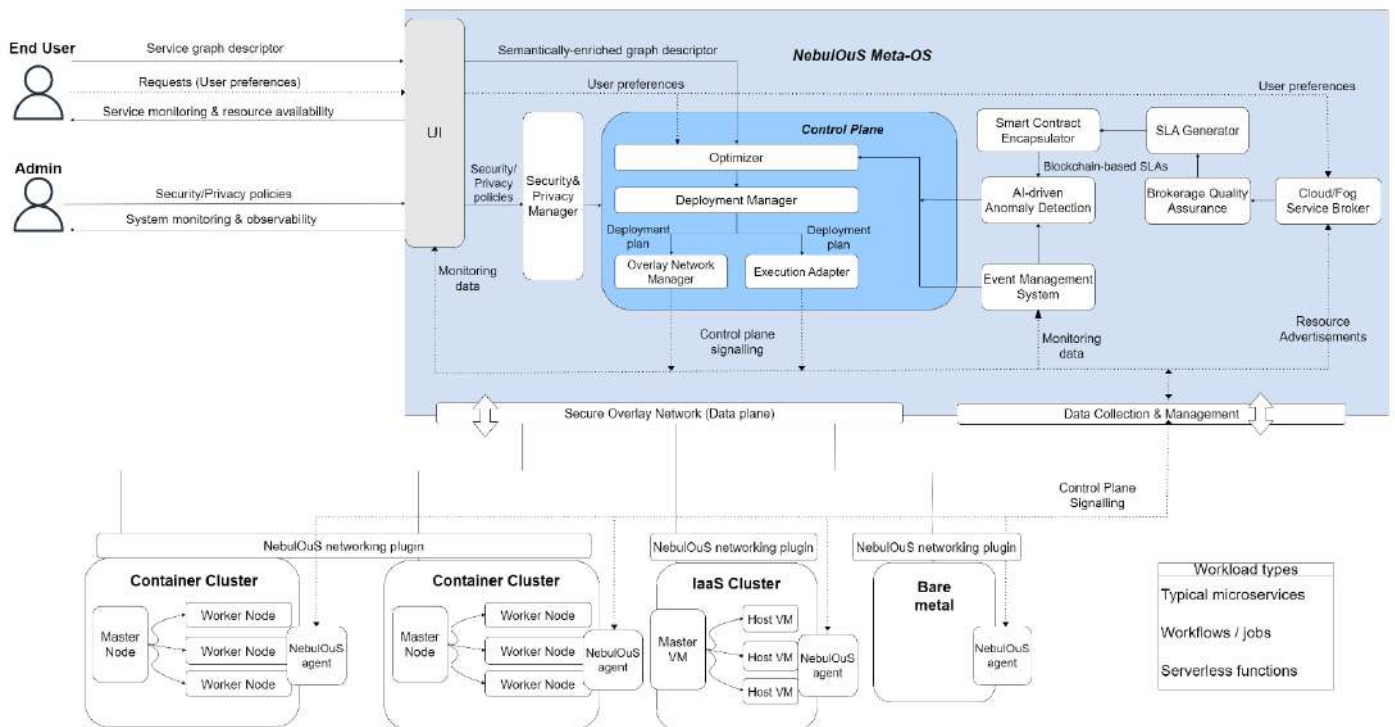 NebulOuS Meta-OS
End User
Service graph descriptor
Requests (User preferences)
Service monitoring & resource availability
Admin
Security/Privacy policies
System monitoring & observability
UI
Semantically-enriched graph descriptor
User preferences
User preferences
Security/
Privacy
policies
Security&
Privacy
Manager
Control Plane
Optimizer
Deployment Manager
Deployment
plan
Deployment
plan
Overlay Network
Manager
Execution Adapter
Smart Contract
Encapsulator
SLA Generator
Blockchain-based SLAs
AI-driven
Anomaly Detection
Brokerage Quality
Assurance
Cloud/Fog
Service Broker
Event Management
System
Monitoring
data
Control plane
signalling
Monitoring
data
Resource
Advertisements
Secure Overlay Network (Data plane)
Data Collection & Management
Control Plane
Signalling
NebulOuS networking plugin
NebulOuS networking plugin
NebulOuS networking plugin
Container Cluster
Master
Node
Worker Node
Worker Node
Worker Node
NebulOuS
agent
Container Cluster
Master
Node
Worker Node
Worker Node
Worker Node
NebulOuS
agent
IaaS Cluster
Master
VM
Host VM
Host VM
Host VM
NebulOuS
agent
Bare
metal
NebulOuS
agent
Workload types
Typical microservices
Workflows / jobs
Serverless functions